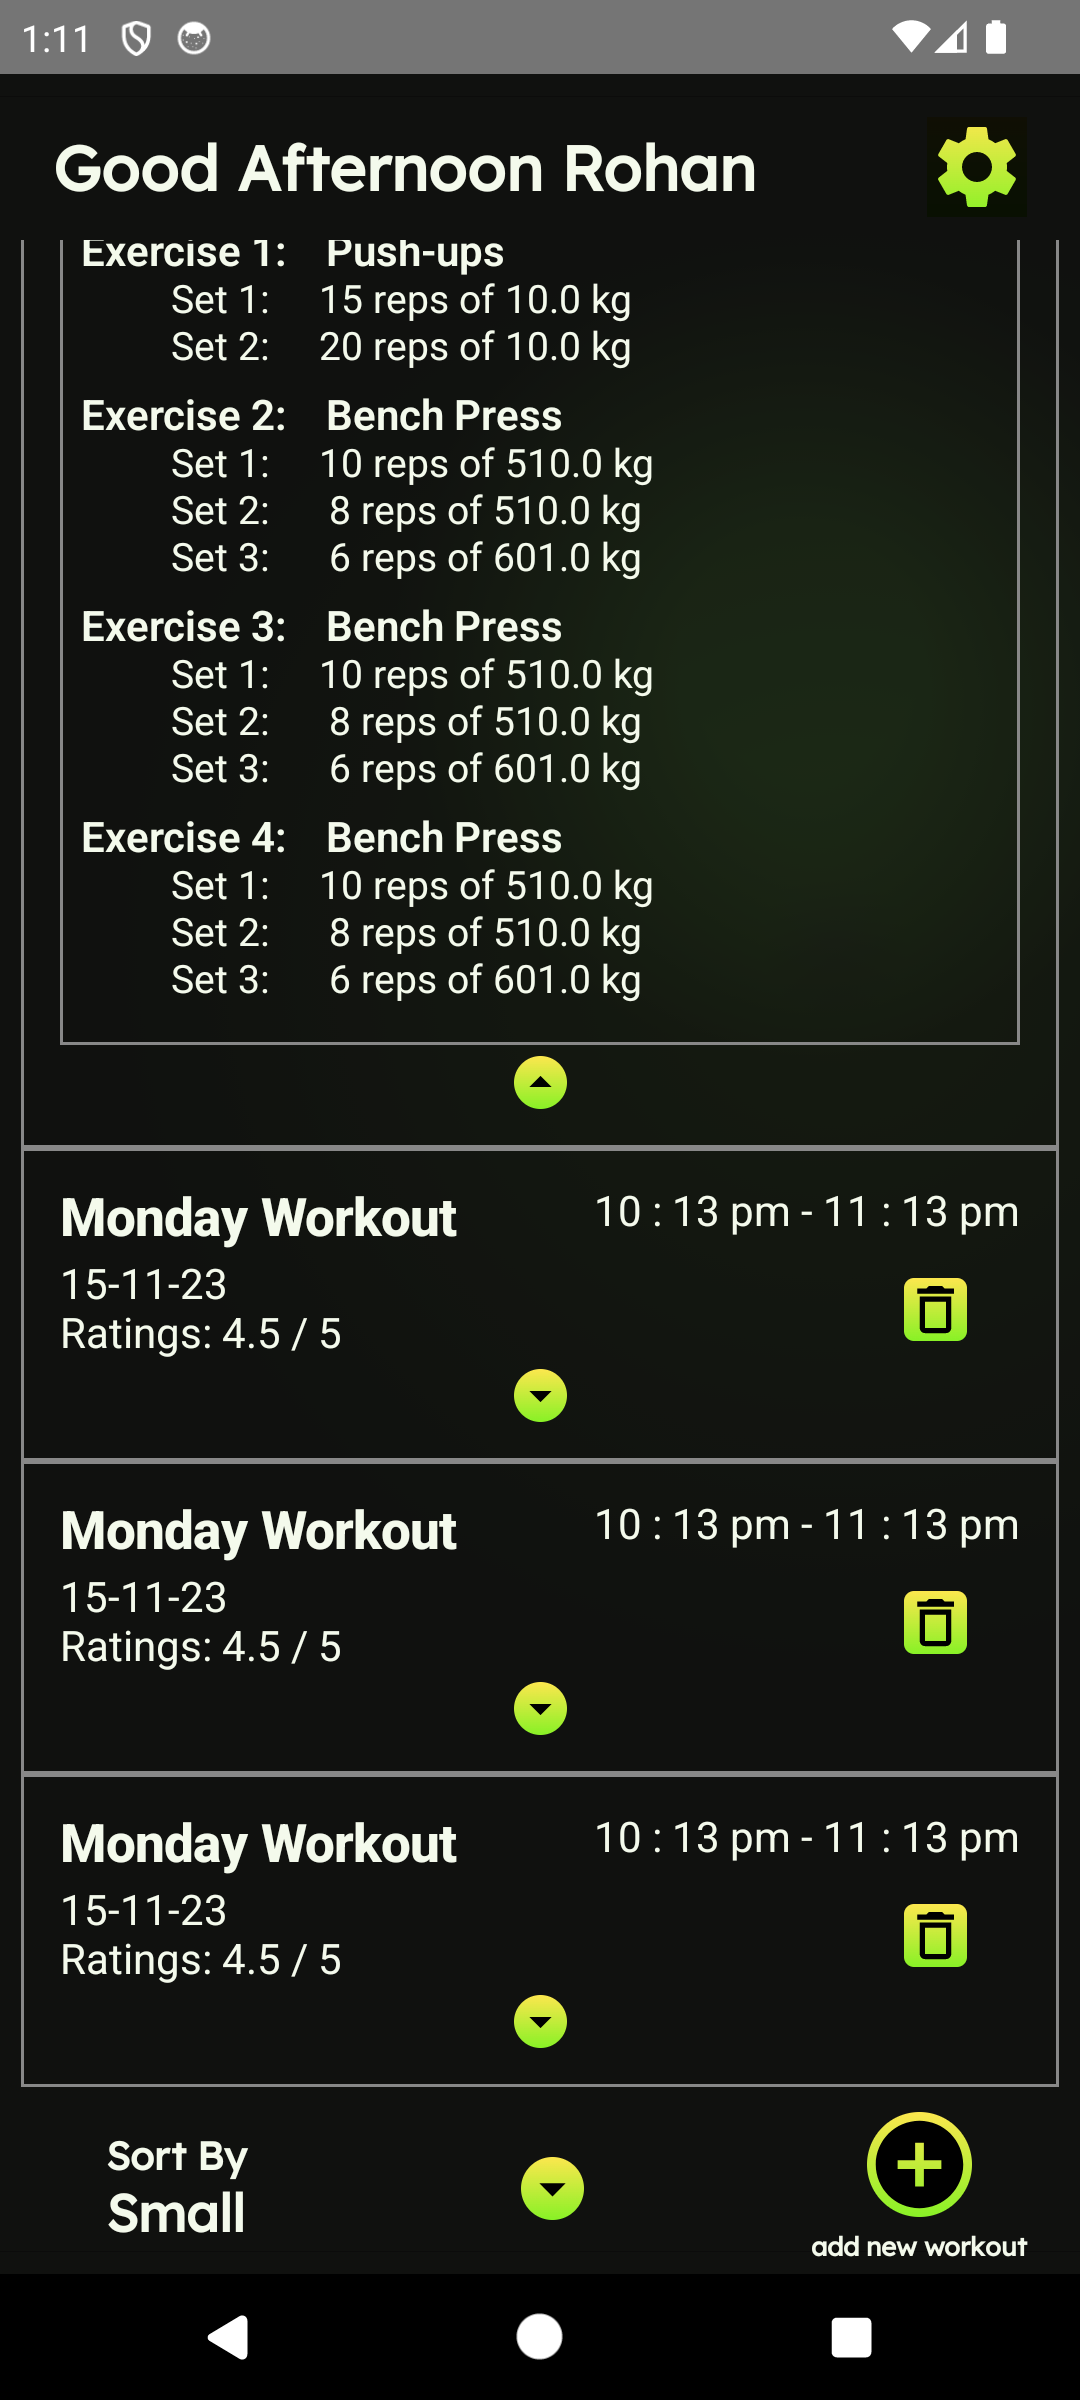 1:11
Good Afternoon Rohan
Exercise 1: Push-ups
Set 1: 15 reps of 10.0 kg
Set 2: 20 reps of 10.0 kg
Exercise 2: Bench Press
Set 1: 10 reps of 510.0 kg
Set 2: 8 reps of 510.0 kg
Set 3: 6 reps of 601.0 kg
Exercise 3: Bench Press
Set 1: 10 reps of 510.0 kg
Set 2: 8 reps of 510.0 kg
Set 3: 6 reps of 601.0 kg
Exercise 4: Bench Press
Set 1: 10 reps of 510.0 kg
Set 2: 8 reps of 510.0 kg
Set 3: 6 reps of 601.0 kg
Monday Workout 10 : 13 pm - 11 : 13 pm
15-11-23
Ratings: 4.5 / 5
Monday Workout 10 : 13 pm - 11 : 13 pm
15-11-23
Ratings: 4.5 / 5
Monday Workout 10 : 13 pm - 11 : 13 pm
15-11-23
Ratings: 4.5 / 5
Sort By
Small
add new workout